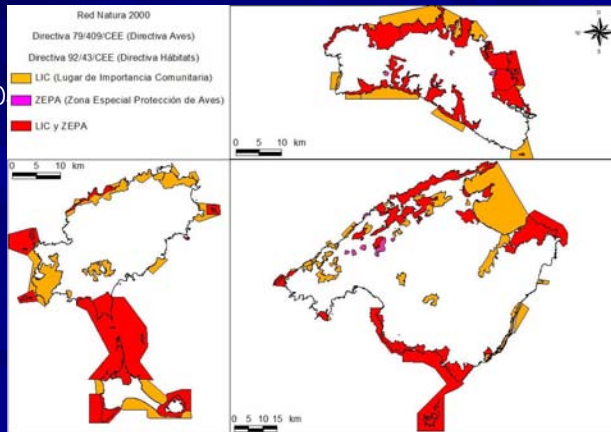 Red Natura 2000
Directiva 79/409/CEE (Directiva Aves)
Directiva 92/43/CEE (Directiva Hábitats)
LIC (Lugar de Importancia Comunitaria)
ZEPA (Zona Especial Protección de Aves)
LIC y ZEPA
0 5 10 km
0 5 10 km
0 5 10 15 km